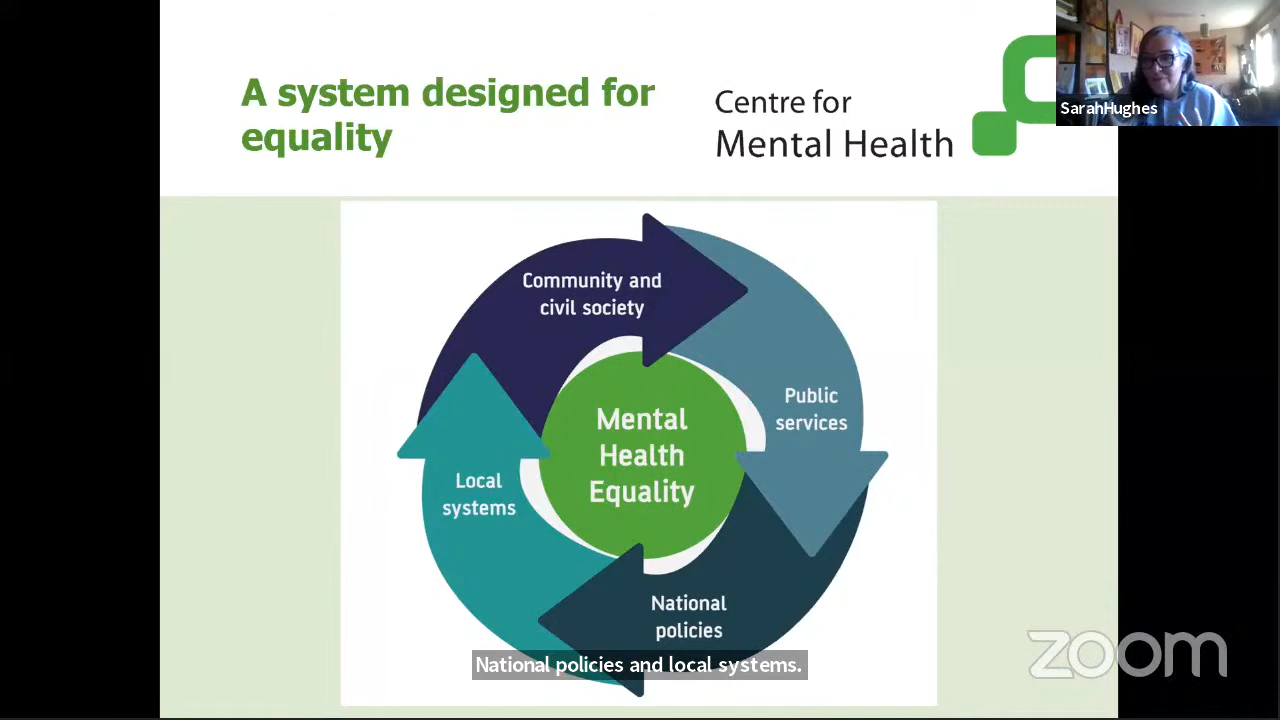 A system designed for
equality
Centre for
Mental Health
SarahHughes
Community and
civil society
Public
services
Mental
Health
Equality
Local
systems
National
policies
National policies and local systems.
zoom